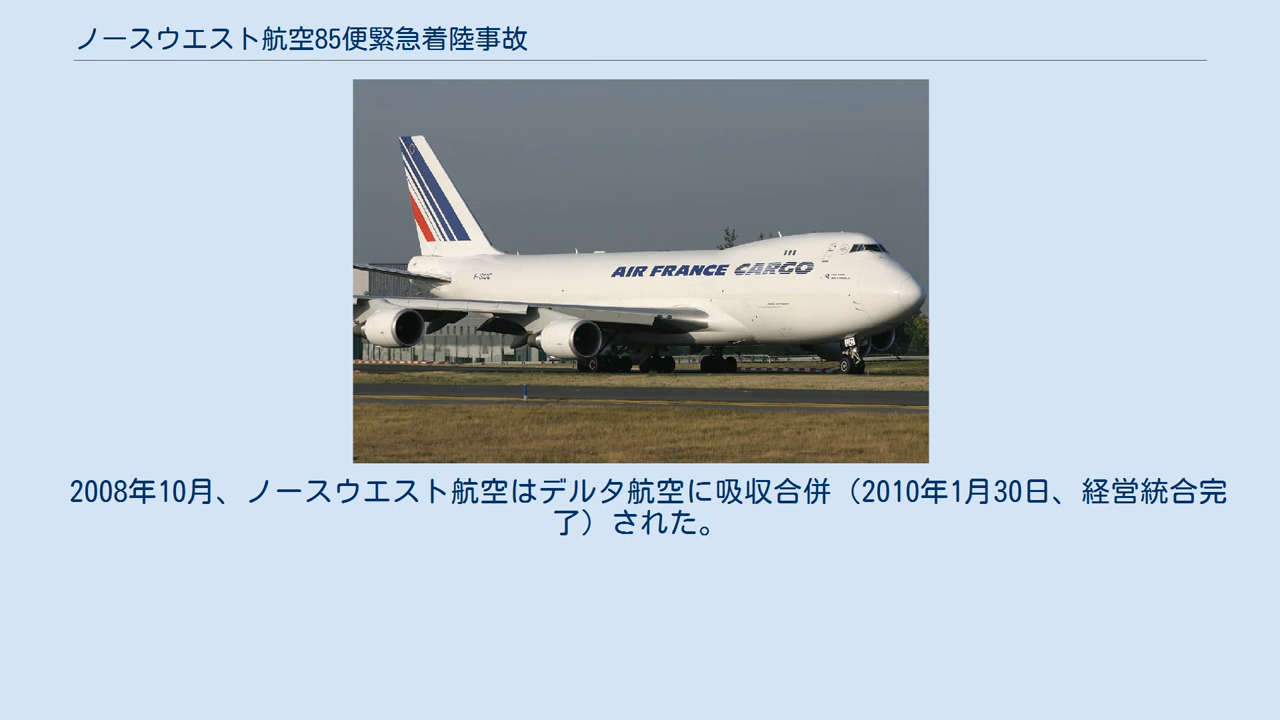 ノースウエスト航空85便緊急着陸事故
AIR FRANCE CARGO
2008年10月、ノースウエスト航空はデルタ航空に吸収合併（2010年1月30日、経営統合完
了）された。